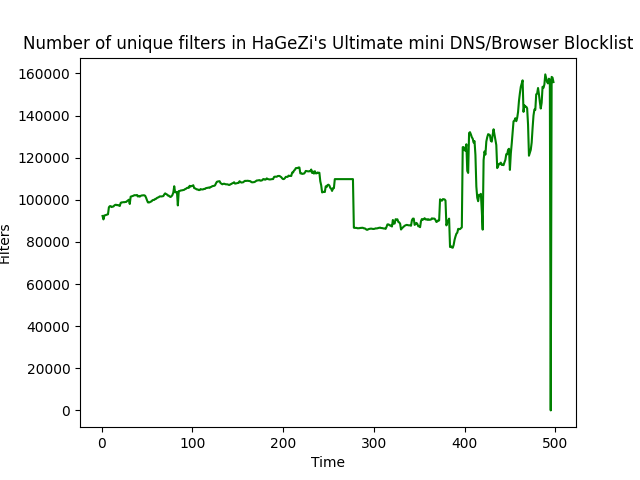 Number of unique filters in HaGeZi's Ultimate mini DNS/Browser Blocklist
160000
140000
120000
100000
80000
60000
40000
20000
0
Filters
0 100 200 300 400 500
Time